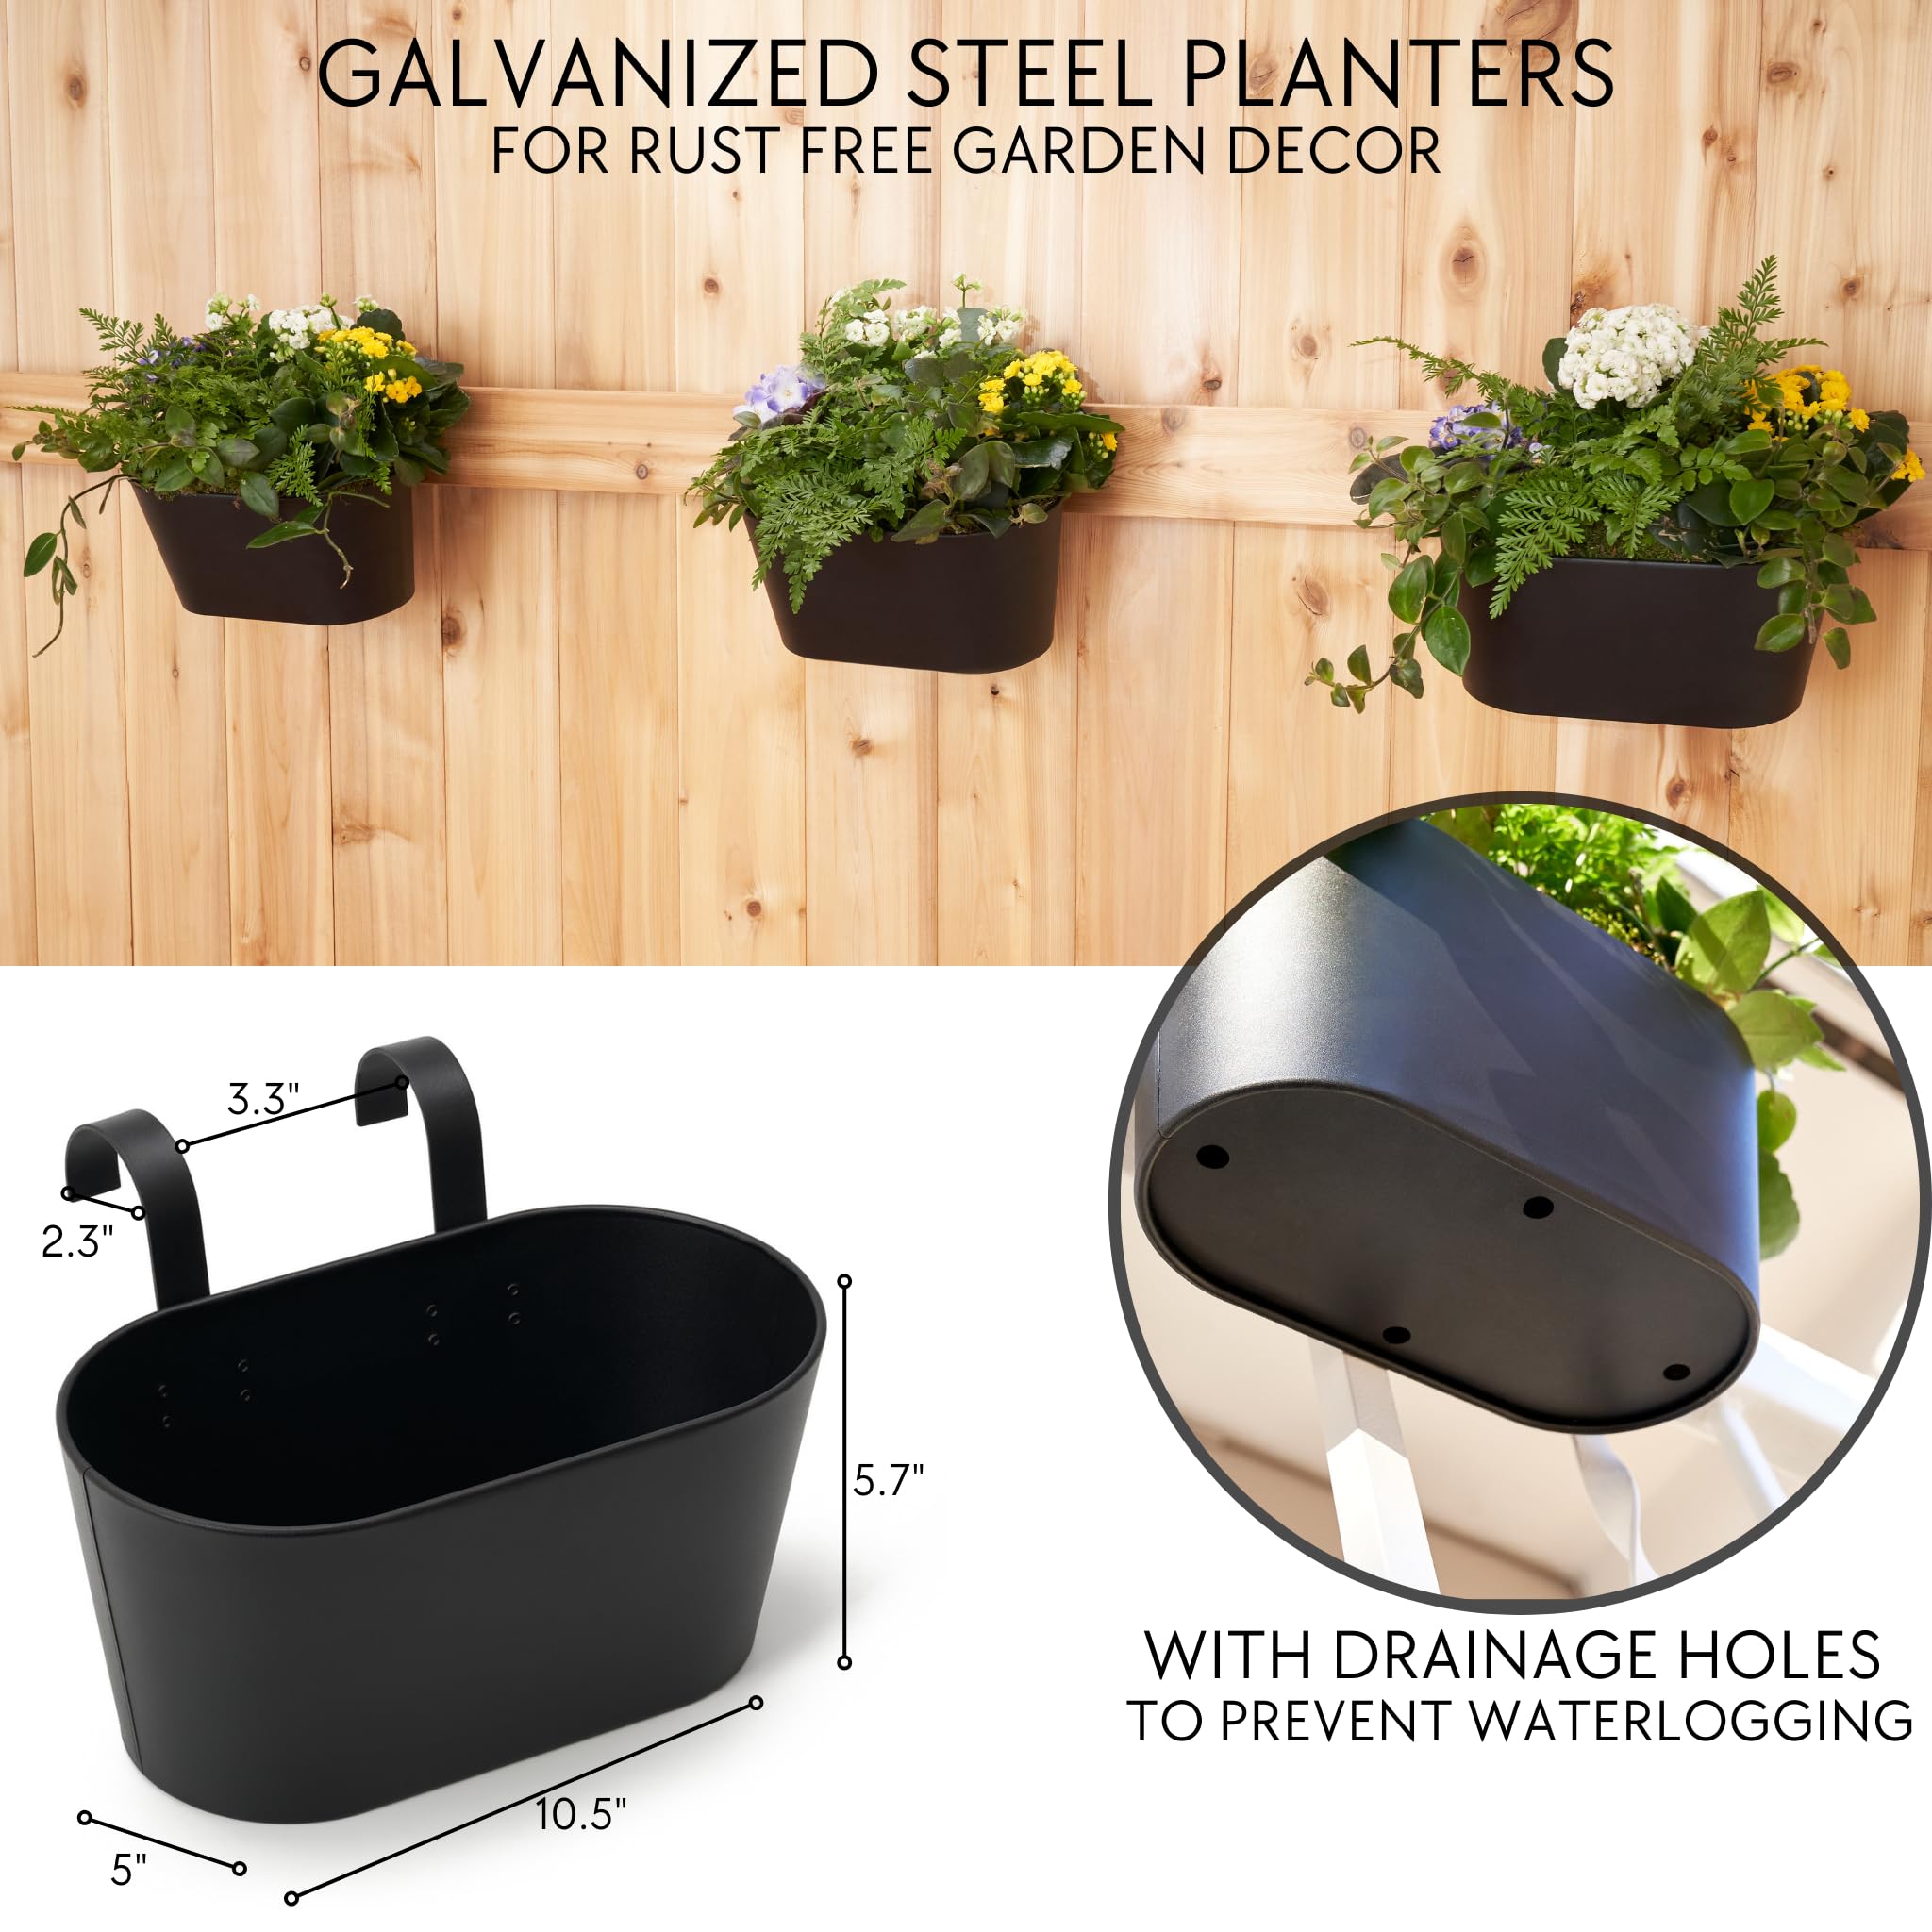 GALVANIZED STEEL PLANTERS
FOR RUST FREE GARDEN DECOR
3.3"
2.3"
5.7"
10.5"
5"
WITH DRAINAGE HOLES
TO PREVENT WATERLOGGING